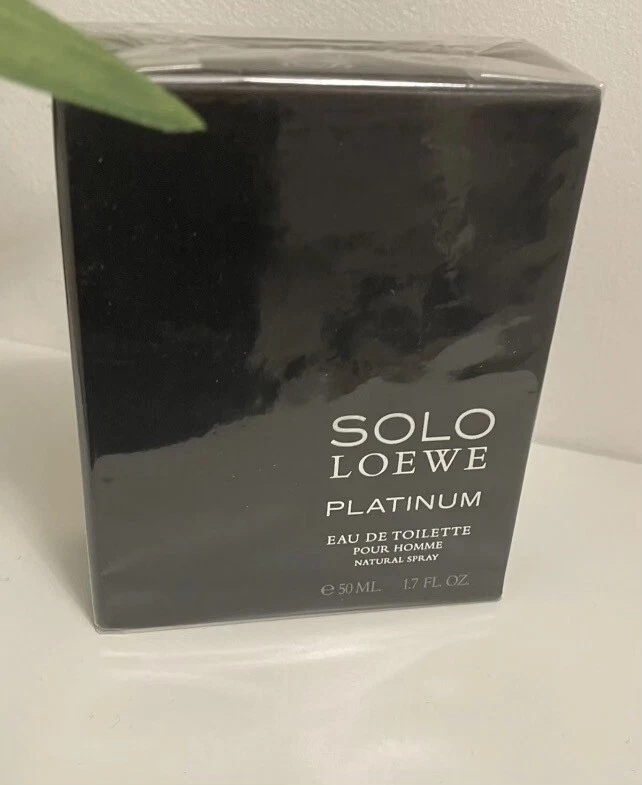 SOLO
LOEWE
PLATINUM
EAU DE TOILETTE
POUR HOMME
NATURAL SPRAY
℮ 50 ML. 1.7 FL. OZ.